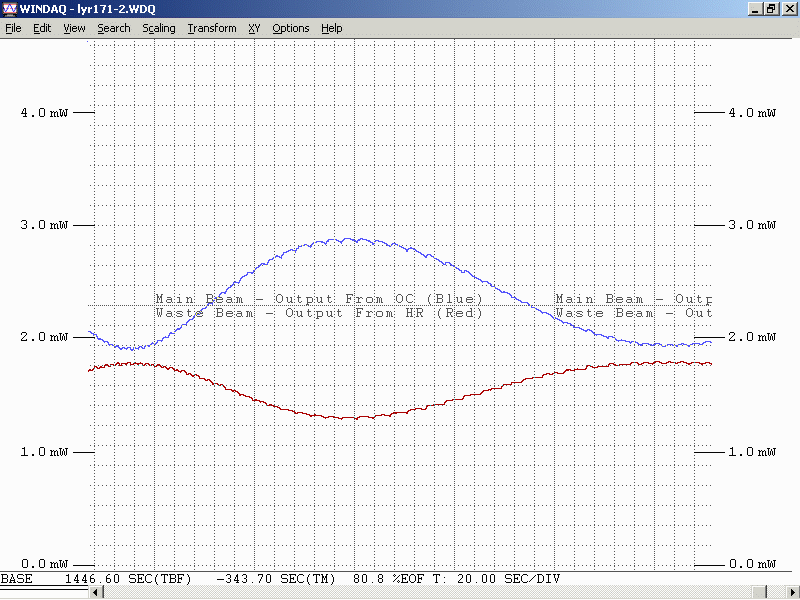 WINDAQ - lyr171-2.WDQ
File Edit View Search Scaling Transform XY Options Help
4.0 mW 4.0 mW
3.0 mW 3.0 mW
Main Beam - Output From OC (Blue) Main Beam - Outp
Waste Beam - Output From HR (Red) Waste Beam - Out
2.0 mW 2.0 mW
1.0 mW 1.0 mW
0.0 mW 0.0 mW
BASE 1446.60 SEC(TBF) -343.70 SEC(TM) 80.8 %EOF T: 20.00 SEC/DIV